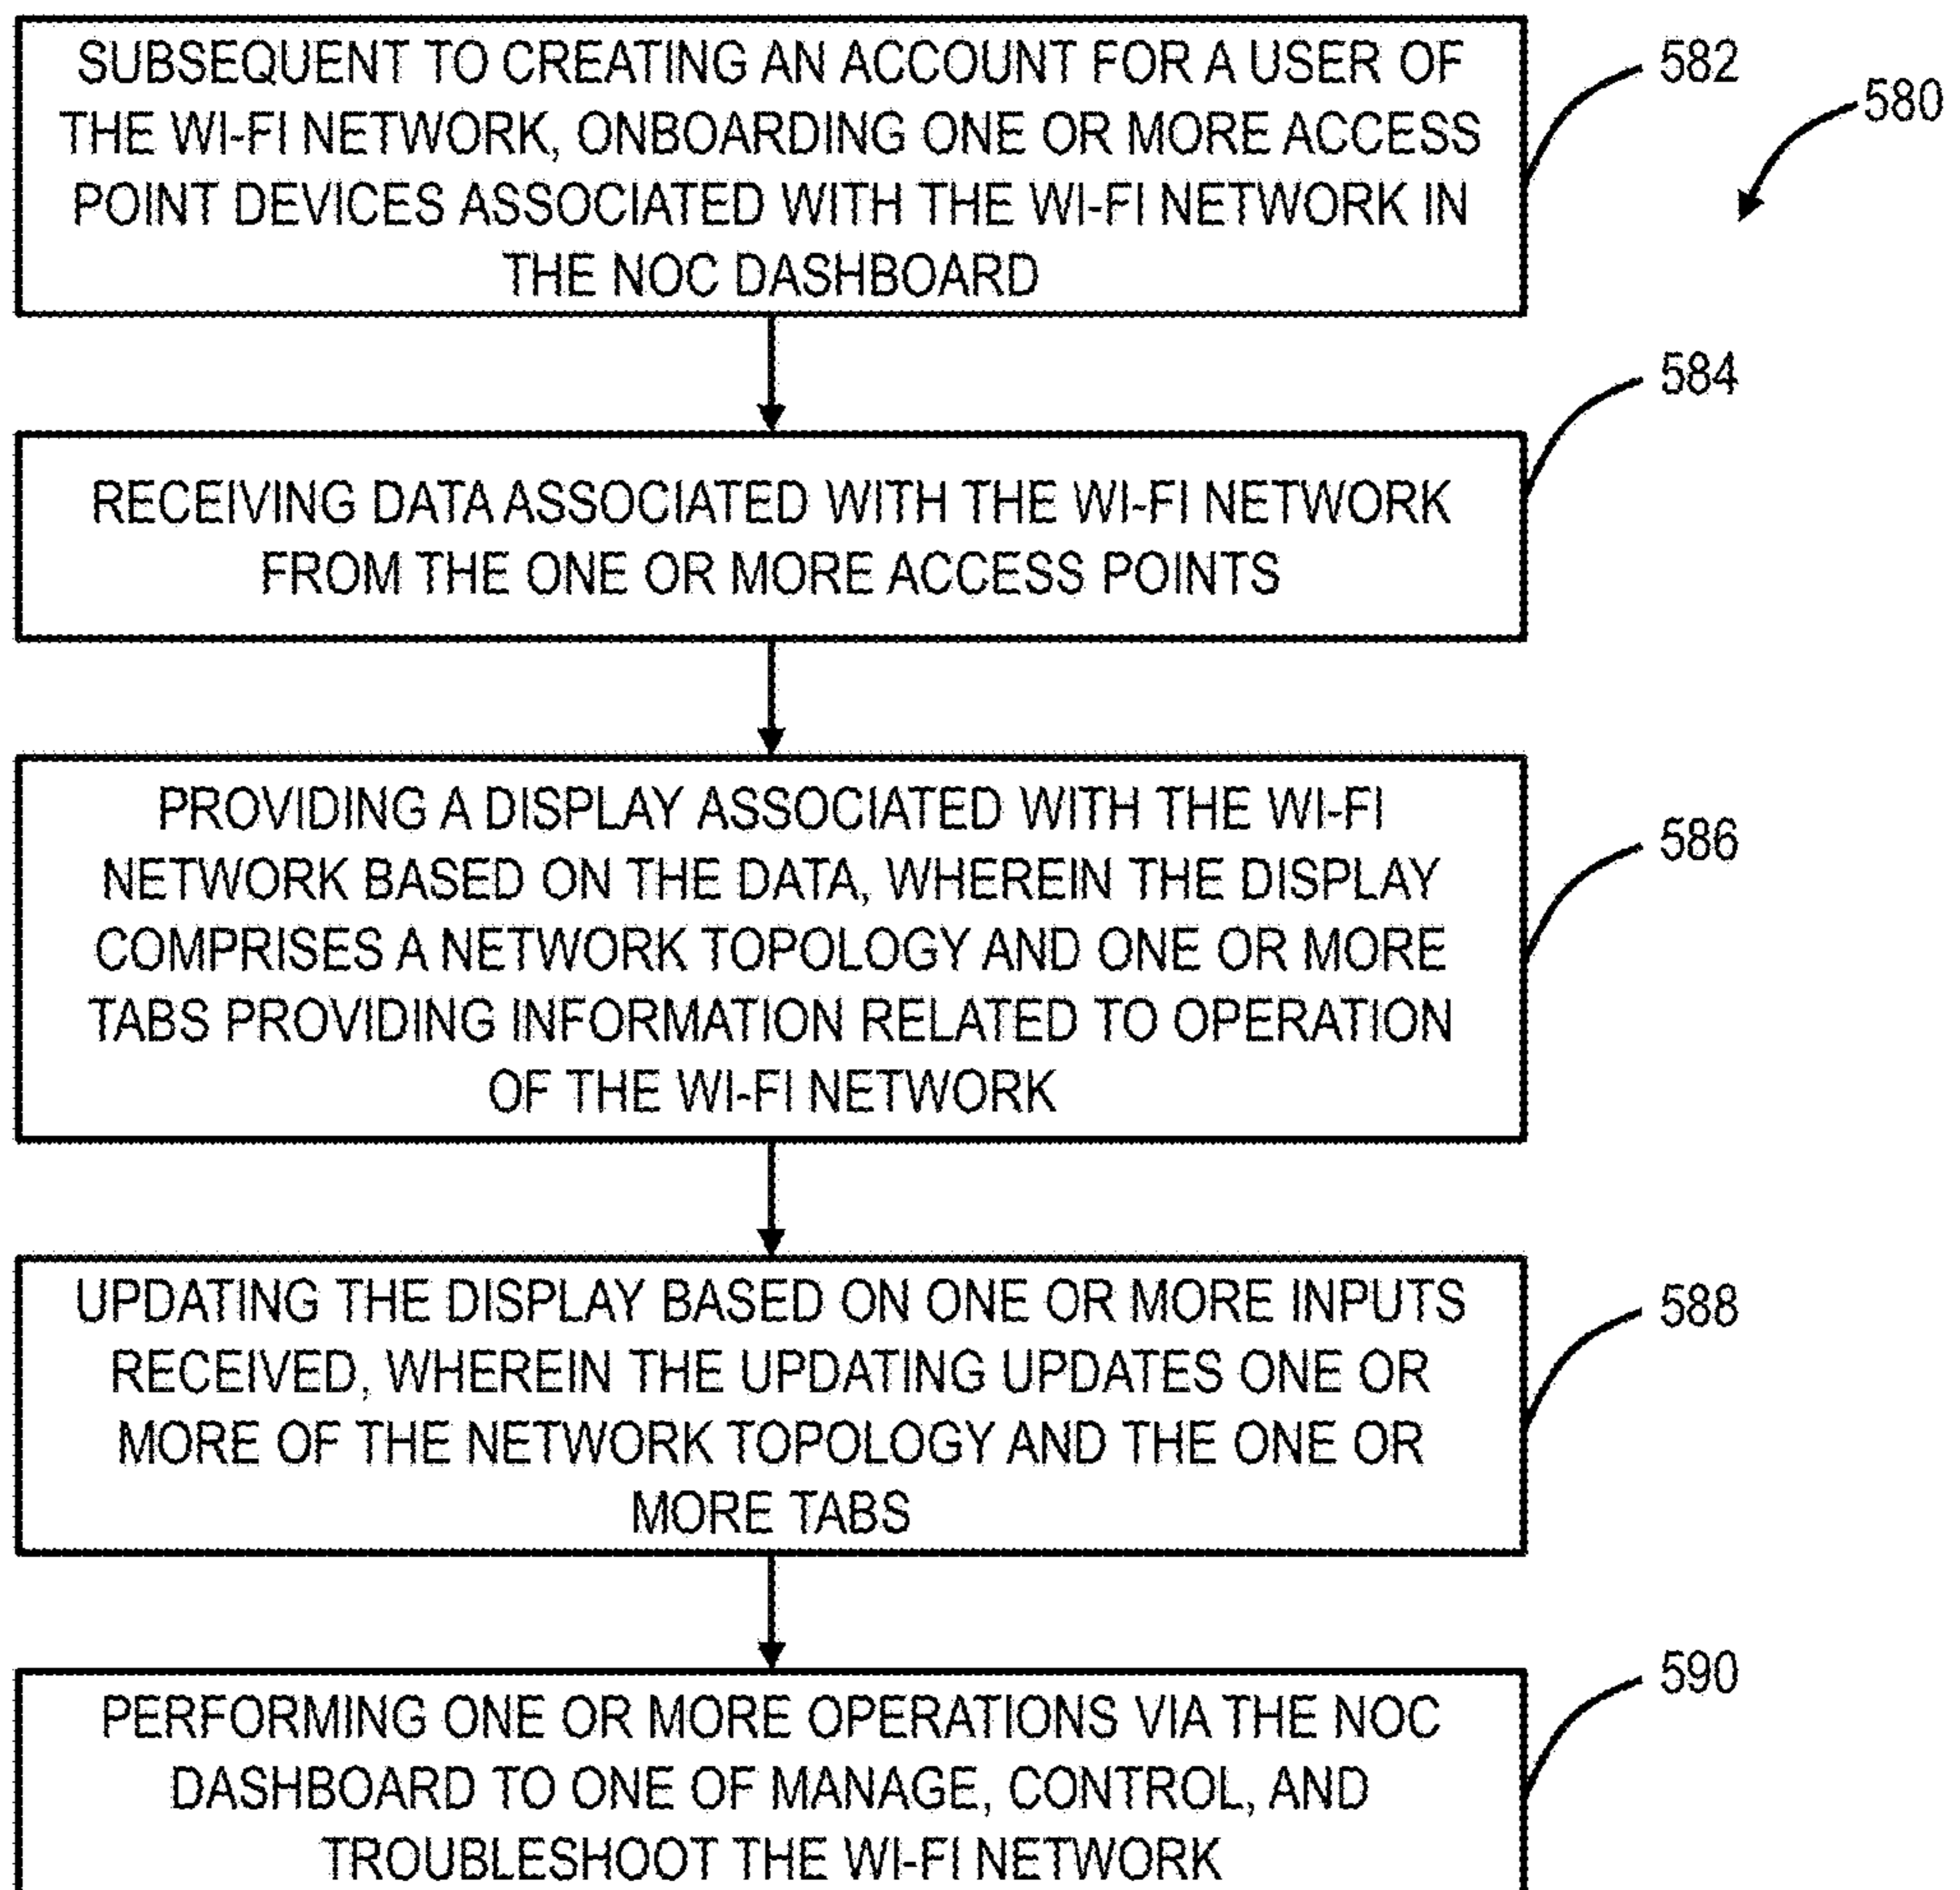 SUBSEQUENT TO CREATING AN ACCOUNT FOR A USER OF
THE WI-FI NETWORK, ONBOARDING ONE OR MORE ACCESS
POINT DEVICES ASSOCIATED WITH THE WI-FI NETWORK IN
THE NOC DASHBOARD
582
580
RECEIVING DATA ASSOCIATED WITH THE WI-FI NETWORK
FROM THE ONE OR MORE ACCESS POINTS
584
PROVIDING A DISPLAY ASSOCIATED WITH THE WI-FI
NETWORK BASED ON THE DATA, WHEREIN THE DISPLAY
COMPRISES A NETWORK TOPOLOGY AND ONE OR MORE
TABS PROVIDING INFORMATION RELATED TO OPERATION
OF THE WI-FI NETWORK
586
UPDATING THE DISPLAY BASED ON ONE OR MORE INPUTS
RECEIVED, WHEREIN THE UPDATING UPDATES ONE OR
MORE OF THE NETWORK TOPOLOGY AND THE ONE OR
MORE TABS
588
PERFORMING ONE OR MORE OPERATIONS VIA THE NOC
DASHBOARD TO ONE OF MANAGE, CONTROL, AND
TROUBLESHOOT THE WI-FI NETWORK
590